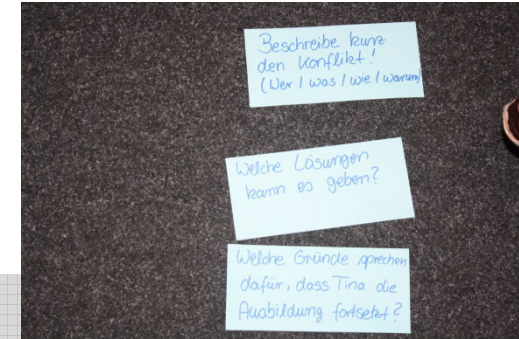 Beschreibe kurz
den Konflikt!
(Wer / was / wie / warum)
Welche Lösungen
kann es geben?
Welche Gründe sprechen
dafür, dass Tina die
Ausbildung fortsetzt?